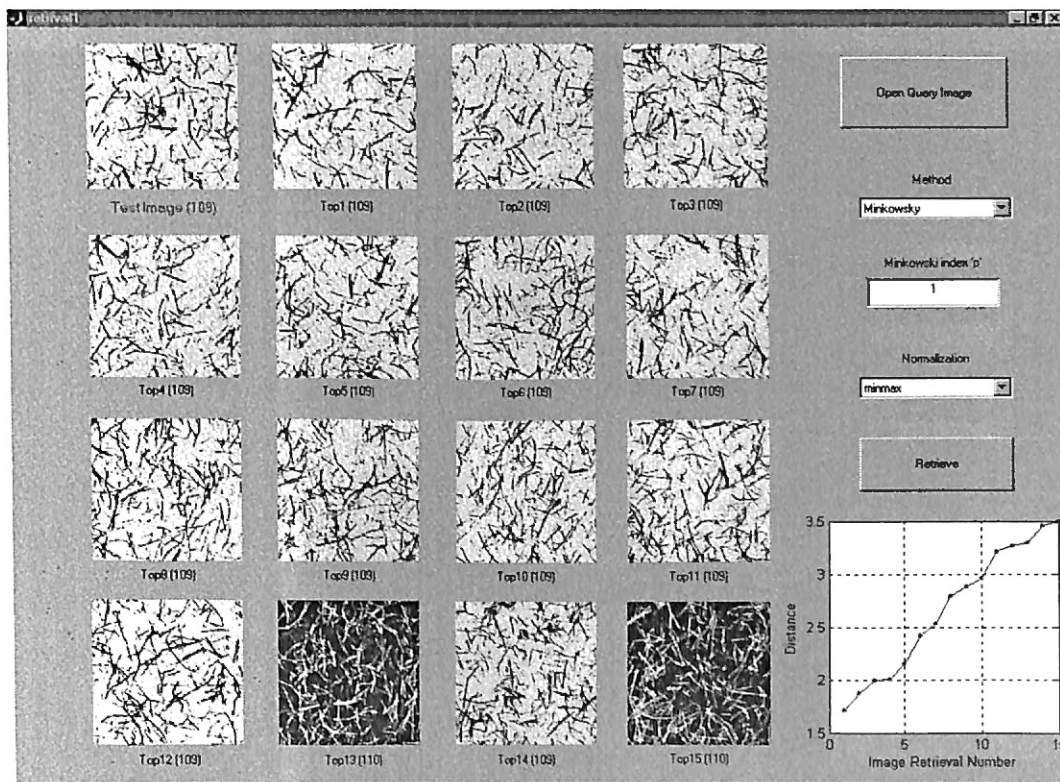 retrival1
Open Query Image
Test Image (109)
Top1 (109)
Top2 (109)
Top3 (109)
Method
Minkowsky
Minkowski index 'p'
1
Top4 (109)
Top5 (109)
Top6 (109)
Top7 (109)
Normalization
minmax
Retrieve
Top8 (109)
Top9 (109)
Top10 (109)
Top11 (109)
3.5
3
2.5
2
1.5
Distance
0
5
10
Image Retrieval Number
Top12 (109)
Top13 (110)
Top14 (109)
Top15 (110)